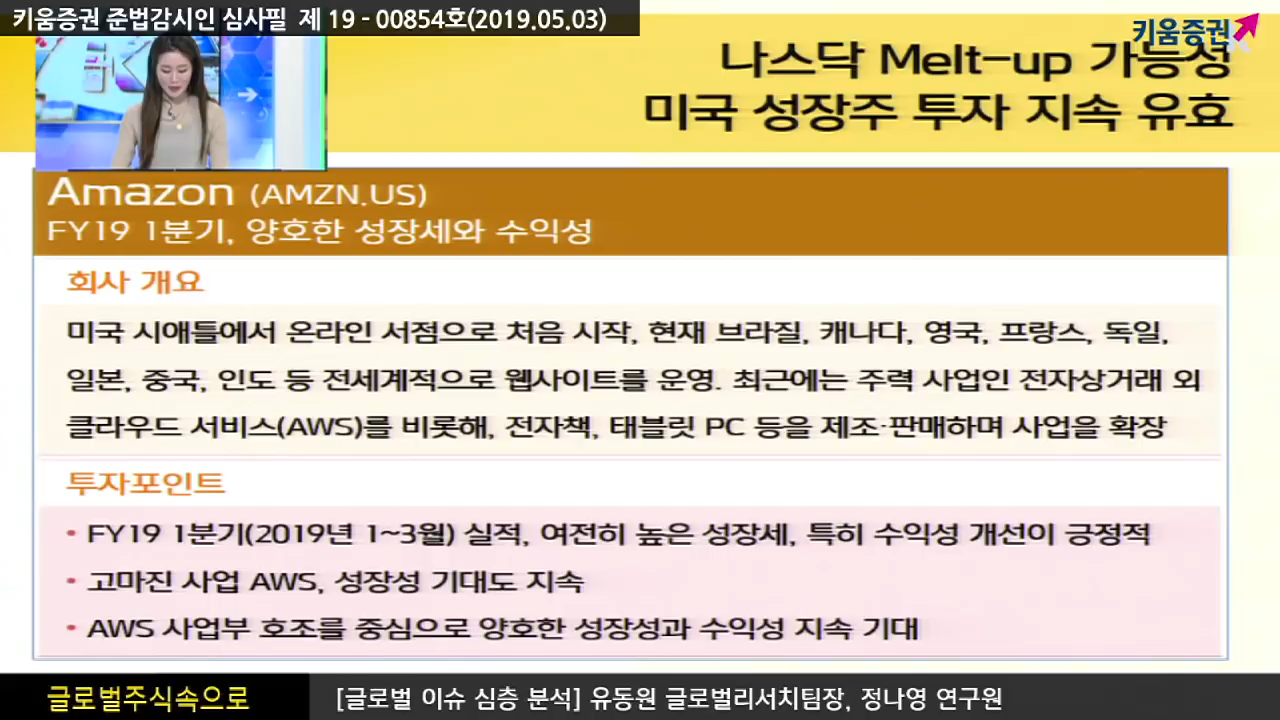 키움증권 준법감시인 심사필 제 19 - 00854호(2019.05.03)
키움증권
나스닥 Melt-up 가능성
미국 성장주 투자 지속 유효
Amazon (AMZN.US)
FY19 1분기, 양호한 성장세와 수익성
회사 개요
미국 시애틀에서 온라인 서점으로 처음 시작, 현재 브라질, 캐나다, 영국, 프랑스, 독일,
일본, 중국, 인도 등 전세계적으로 웹사이트를 운영. 최근에는 주력 사업인 전자상거래 외
클라우드 서비스(AWS)를 비롯해, 전자책, 태블릿 PC 등을 제조·판매하며 사업을 확장
투자포인트
• FY19 1분기(2019년 1~3월) 실적, 여전히 높은 성장세, 특히 수익성 개선이 긍정적
• 고마진 사업 AWS, 성장성 기대도 지속
• AWS 사업부 호조를 중심으로 양호한 성장성과 수익성 지속 기대
글로벌주식속으로
[글로벌 이슈 심층 분석] 유동원 글로벌리서치팀장, 정나영 연구원